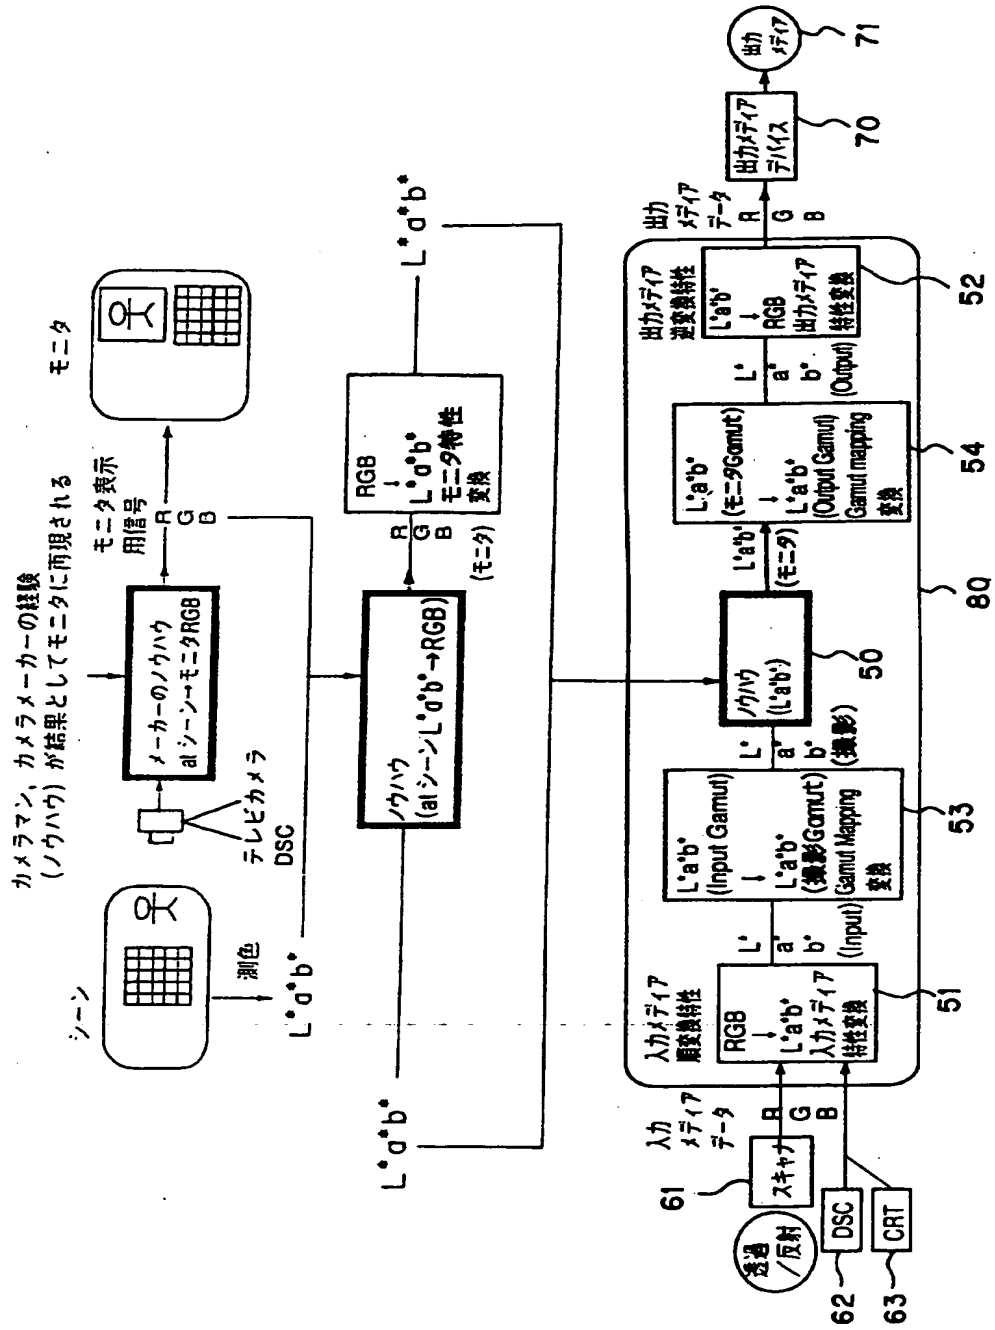 カメラマン、カメラメーカーの経験
(ノウハウ) が結果としてモニタに再現される
シーン
測色
L*a*b*
テレビカメラ
DSC
メーカーのノウハウ
at シーン→モニタRGB
モニタ表示
用信号
R
G
B
モニタ
L*a*b*
ノウハウ
(at シーンL*a*b*→RGB)
R
G
B
(モニタ)
RGB
↓
L*a*b*
モニタ特性
変換
L*a*b*
透過
/反射
61
スキャナ
62
DSC
63
CRT
入力
メディア
データ
R
G
B
入力メディア
順変換特性
RGB
↓
L*a*b*
入力メディア
特性変換
51
L*
a*
b*
(Input)
L*a*b*
(Input Gamut)
↓
L*a*b*
(撮影Gamut)
Gamut Mapping
変換
53
L*
a*
b*
(撮影)
ノウハウ
(L*a*b*)
50
L*a*b*
(モニタ)
L*a*b*
(モニタGamut)
↓
L*a*b*
(Output Gamut)
Gamut mapping
変換
54
L*
a*
b*
(Output)
出力メディア
逆変換特性
L*a*b*
↓
RGB
出力メディア
特性変換
52
80
出力
メディア
データ
R
G
B
出力メディア
デバイス
70
出力
メディア
71